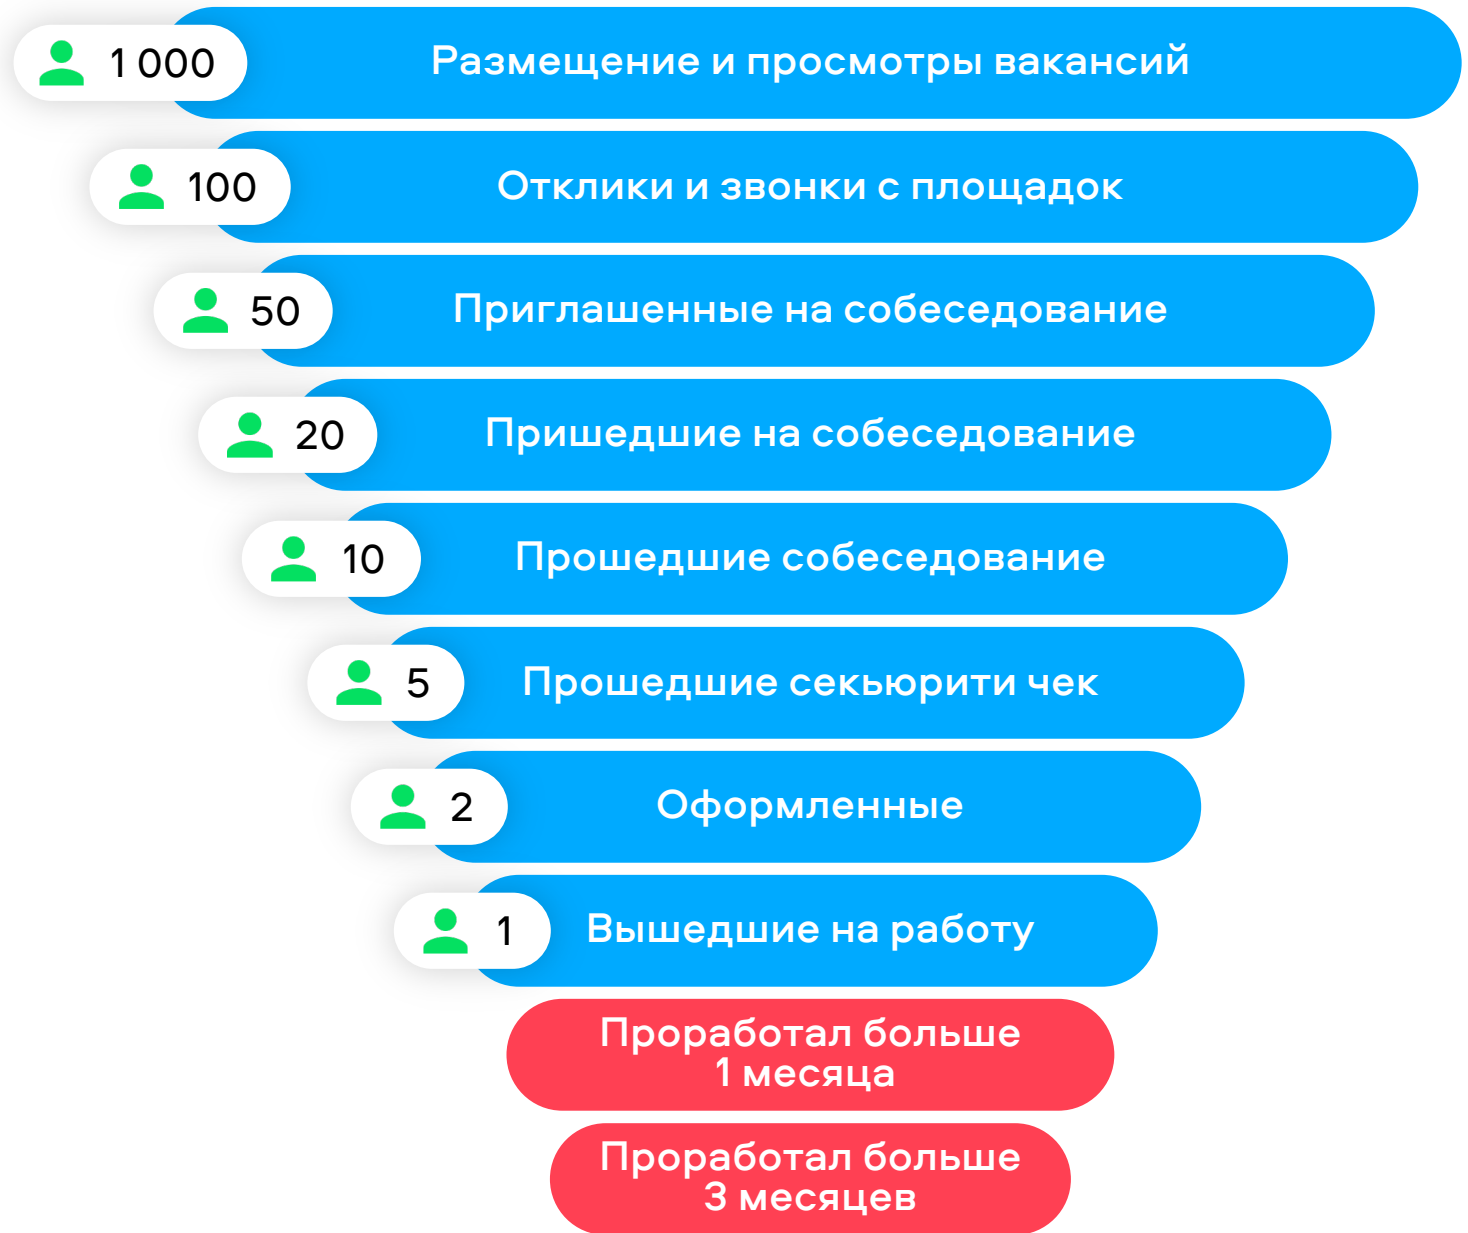 1 000 Размещение и просмотры вакансий
100 Отклики и звонки с площадок
50 Приглашенные на собеседование
20 Пришедшие на собеседование
10 Прошедшие собеседование
5 Прошедшие секьюрити чек
2 Оформленные
1 Вышедшие на работу
Проработал больше
1 месяца
Проработал больше
3 месяцев